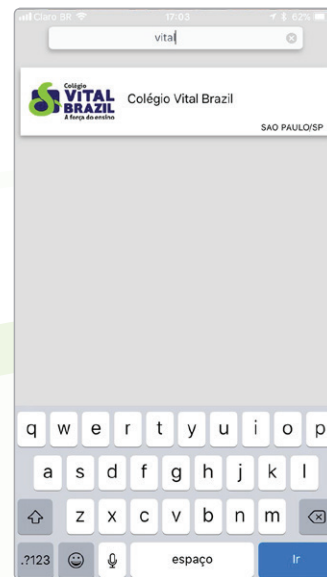 Claro BR 17:03 62%
vital
Colégio
VITAL
BRAZIL
A força do ensino
Colégio Vital Brazil
SAO PAULO/SP
q w e r t y u i o p
a s d f g h j k l
z x c v b n m
.?123 espaço Ir